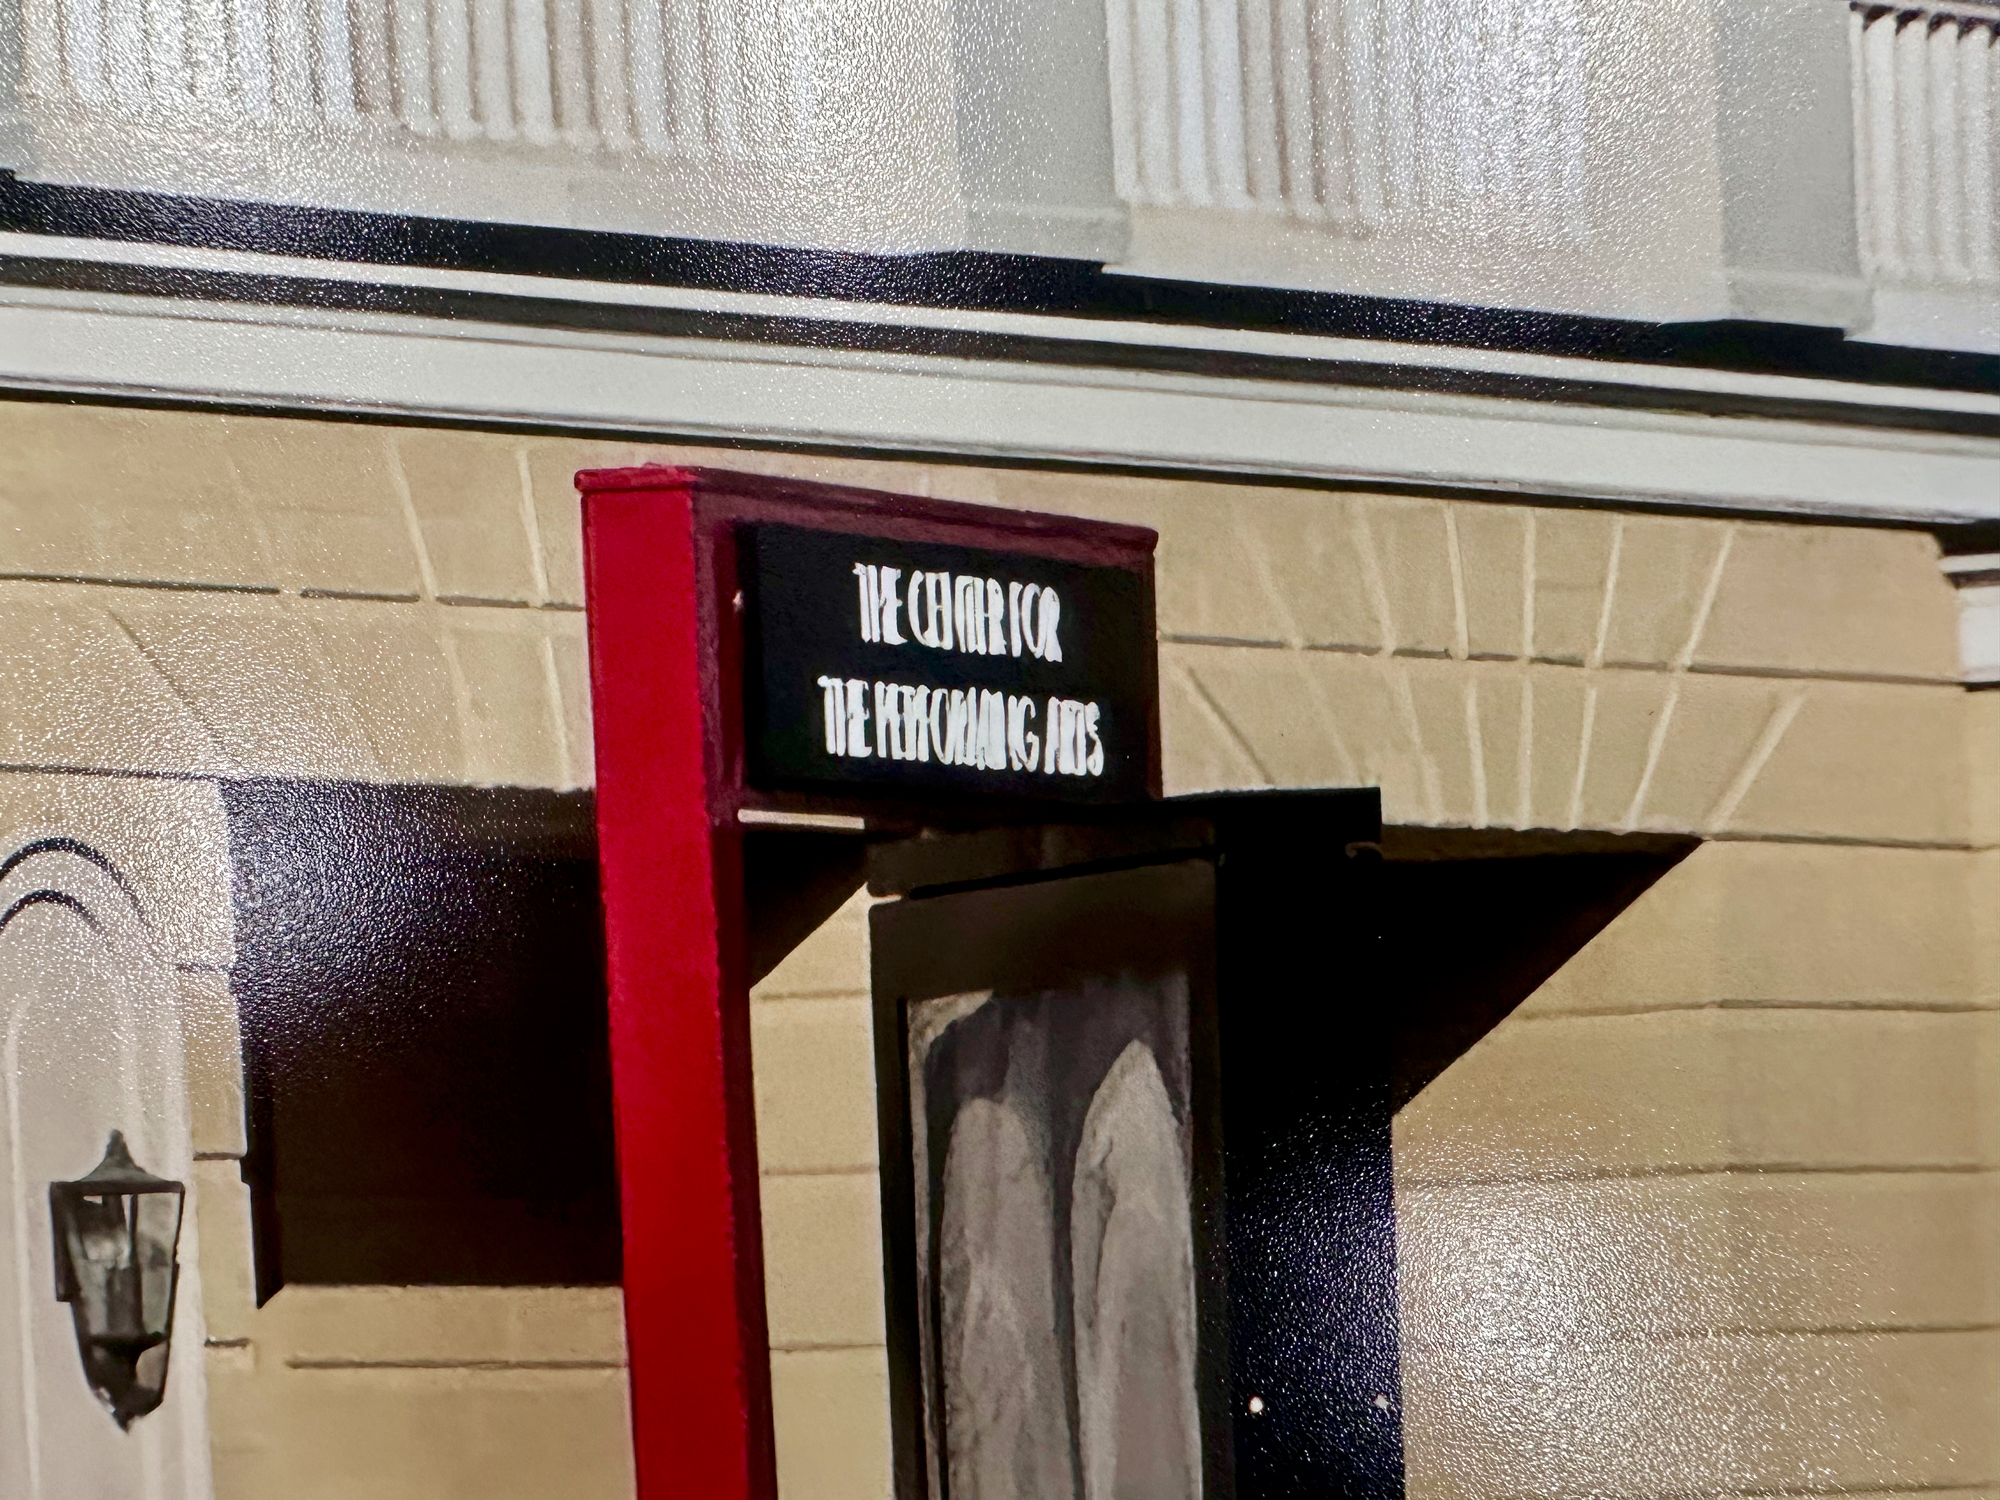 THE CENTER FOR
THE PERFORMING ARTS